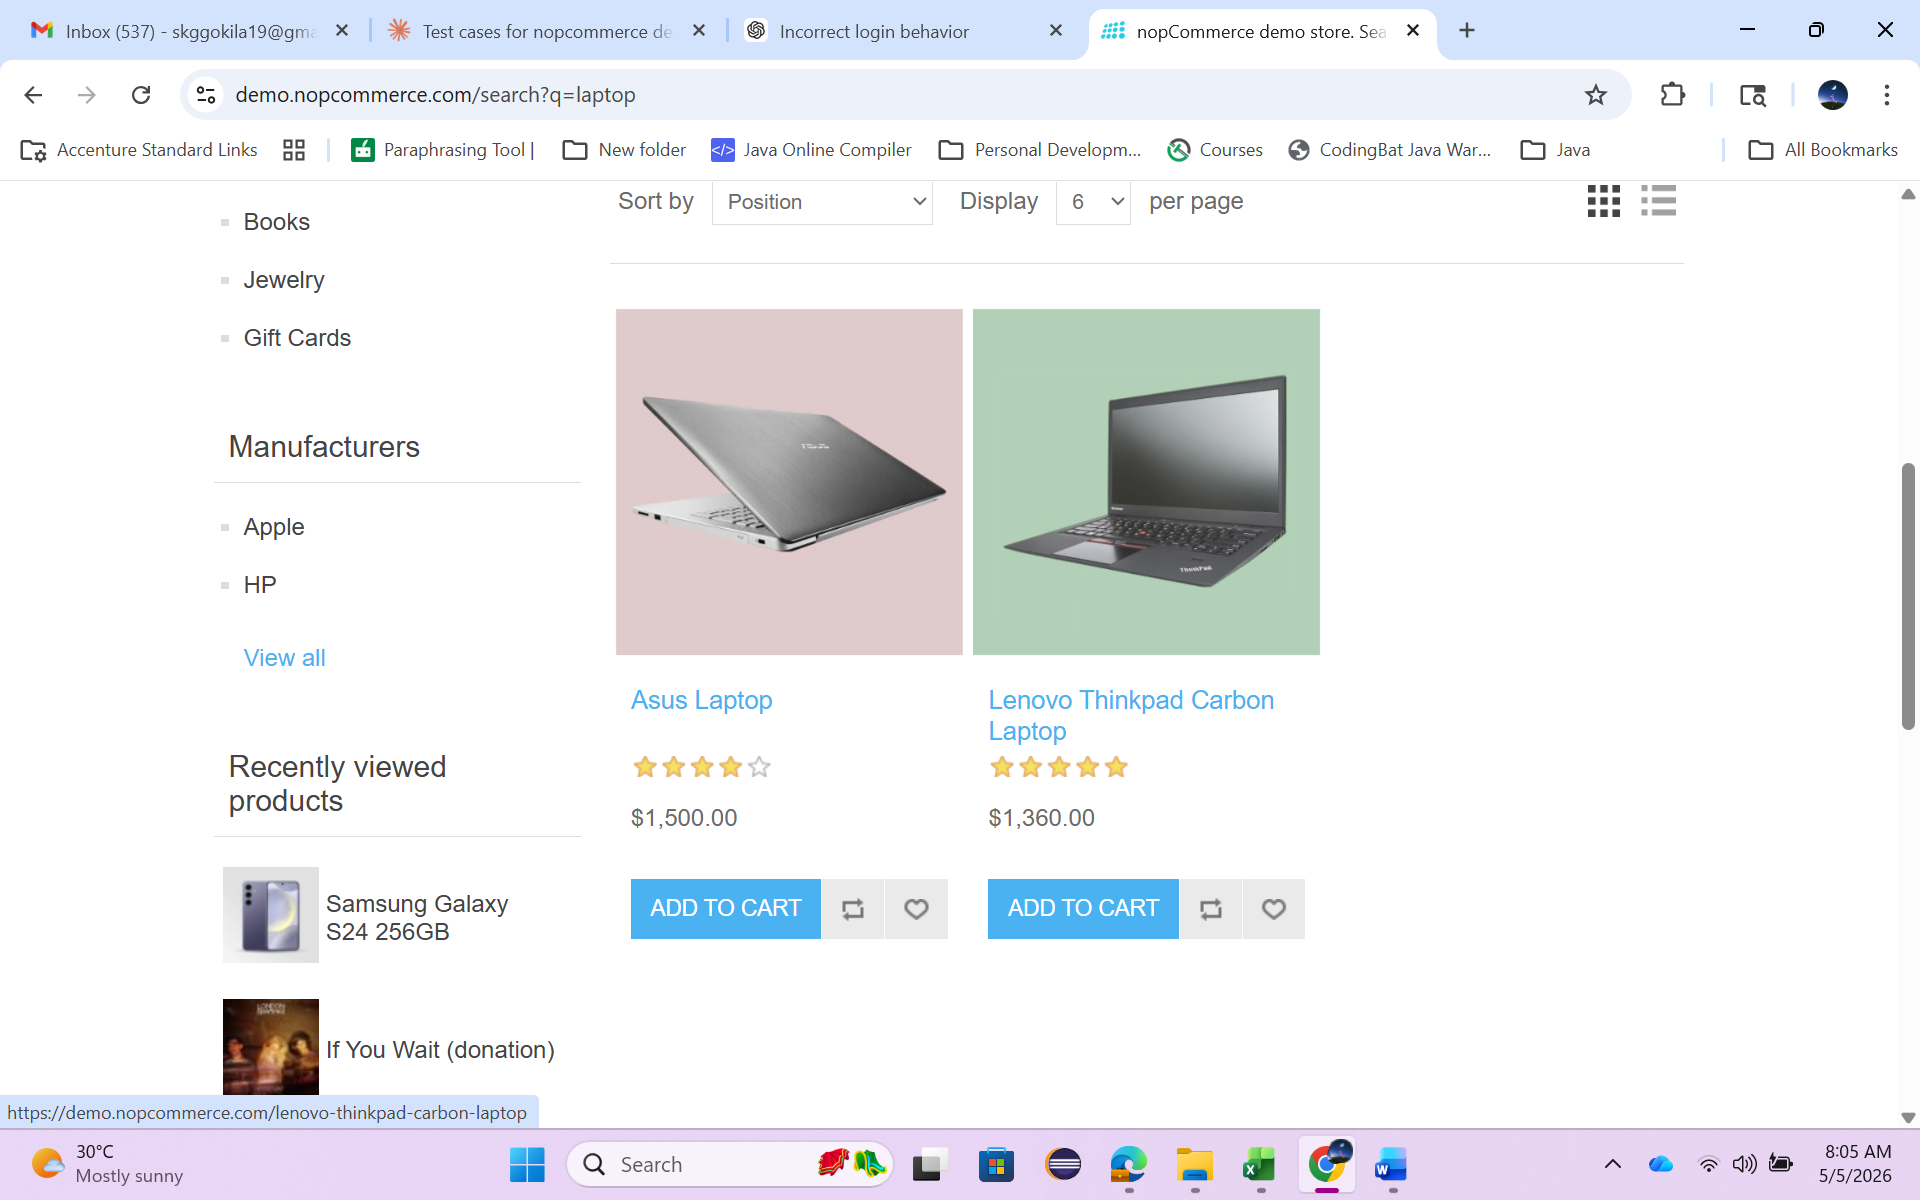 Inbox (537) - skggokila19@gma
Test cases for nopcommerce de
Incorrect login behavior
nopCommerce demo store. Sea
demo.nopcommerce.com/search?q=laptop
Accenture Standard Links
Paraphrasing Tool |
New folder
Java Online Compiler
Personal Developm...
Courses
CodingBat Java War...
Java
All Bookmarks
Books
Jewelry
Gift Cards
Manufacturers
Apple
HP
View all
Recently viewed
products
Samsung Galaxy
S24 256GB
If You Wait (donation)
Sort by
Position
Display
6
per page
ThinkPad
Asus Laptop
$1,500.00
ADD TO CART
Lenovo Thinkpad Carbon
Laptop
$1,360.00
ADD TO CART
https://demo.nopcommerce.com/lenovo-thinkpad-carbon-laptop
30°C
Mostly sunny
Search
8:05 AM
5/5/2026